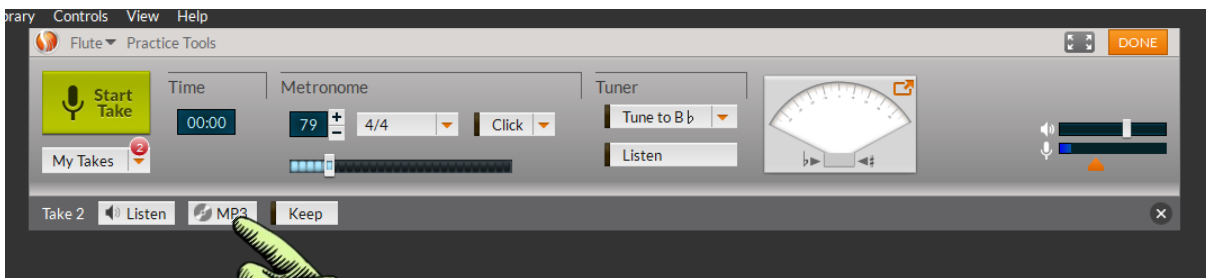 Controls View Help
Flute Practice Tools DONE
Start Take
Time Metronome Tuner
00:00 79 + − 4/4 Click Tune to B♭
My Takes 2 Listen
♭ ♯
Take 2 Listen MP3 Keep